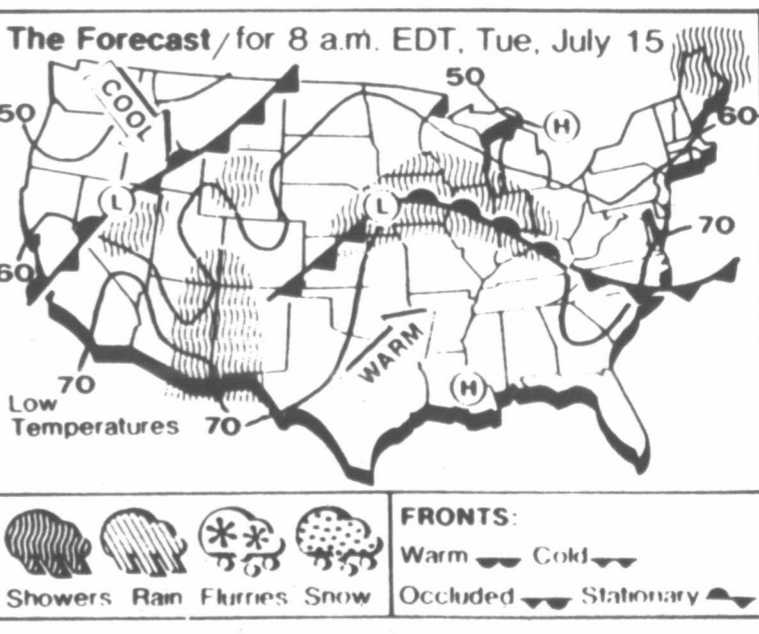 The Forecast / for 8 a.m. EDT, Tue, July 15
50
50
COOL
H
60
L
L
70
60
WARM
70
H
Low
Temperatures
70
FRONTS:
Warm Cold
Showers Rain Flurries Snow
Occluded Stationary